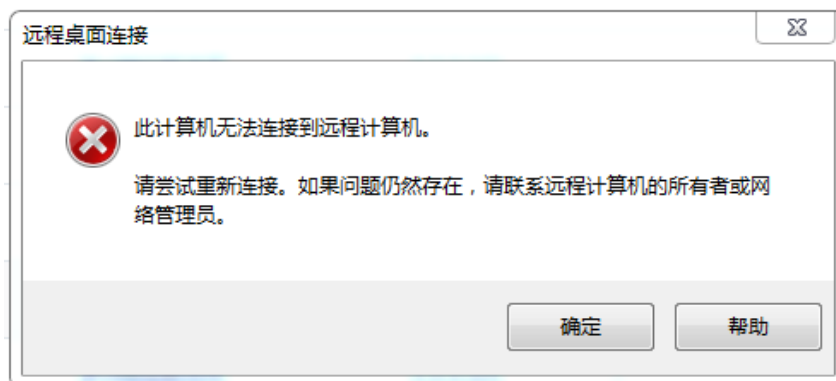 远程桌面连接
此计算机无法连接到远程计算机。
请尝试重新连接。如果问题仍然存在，请联系远程计算机的所有者或网
络管理员。
确定
帮助